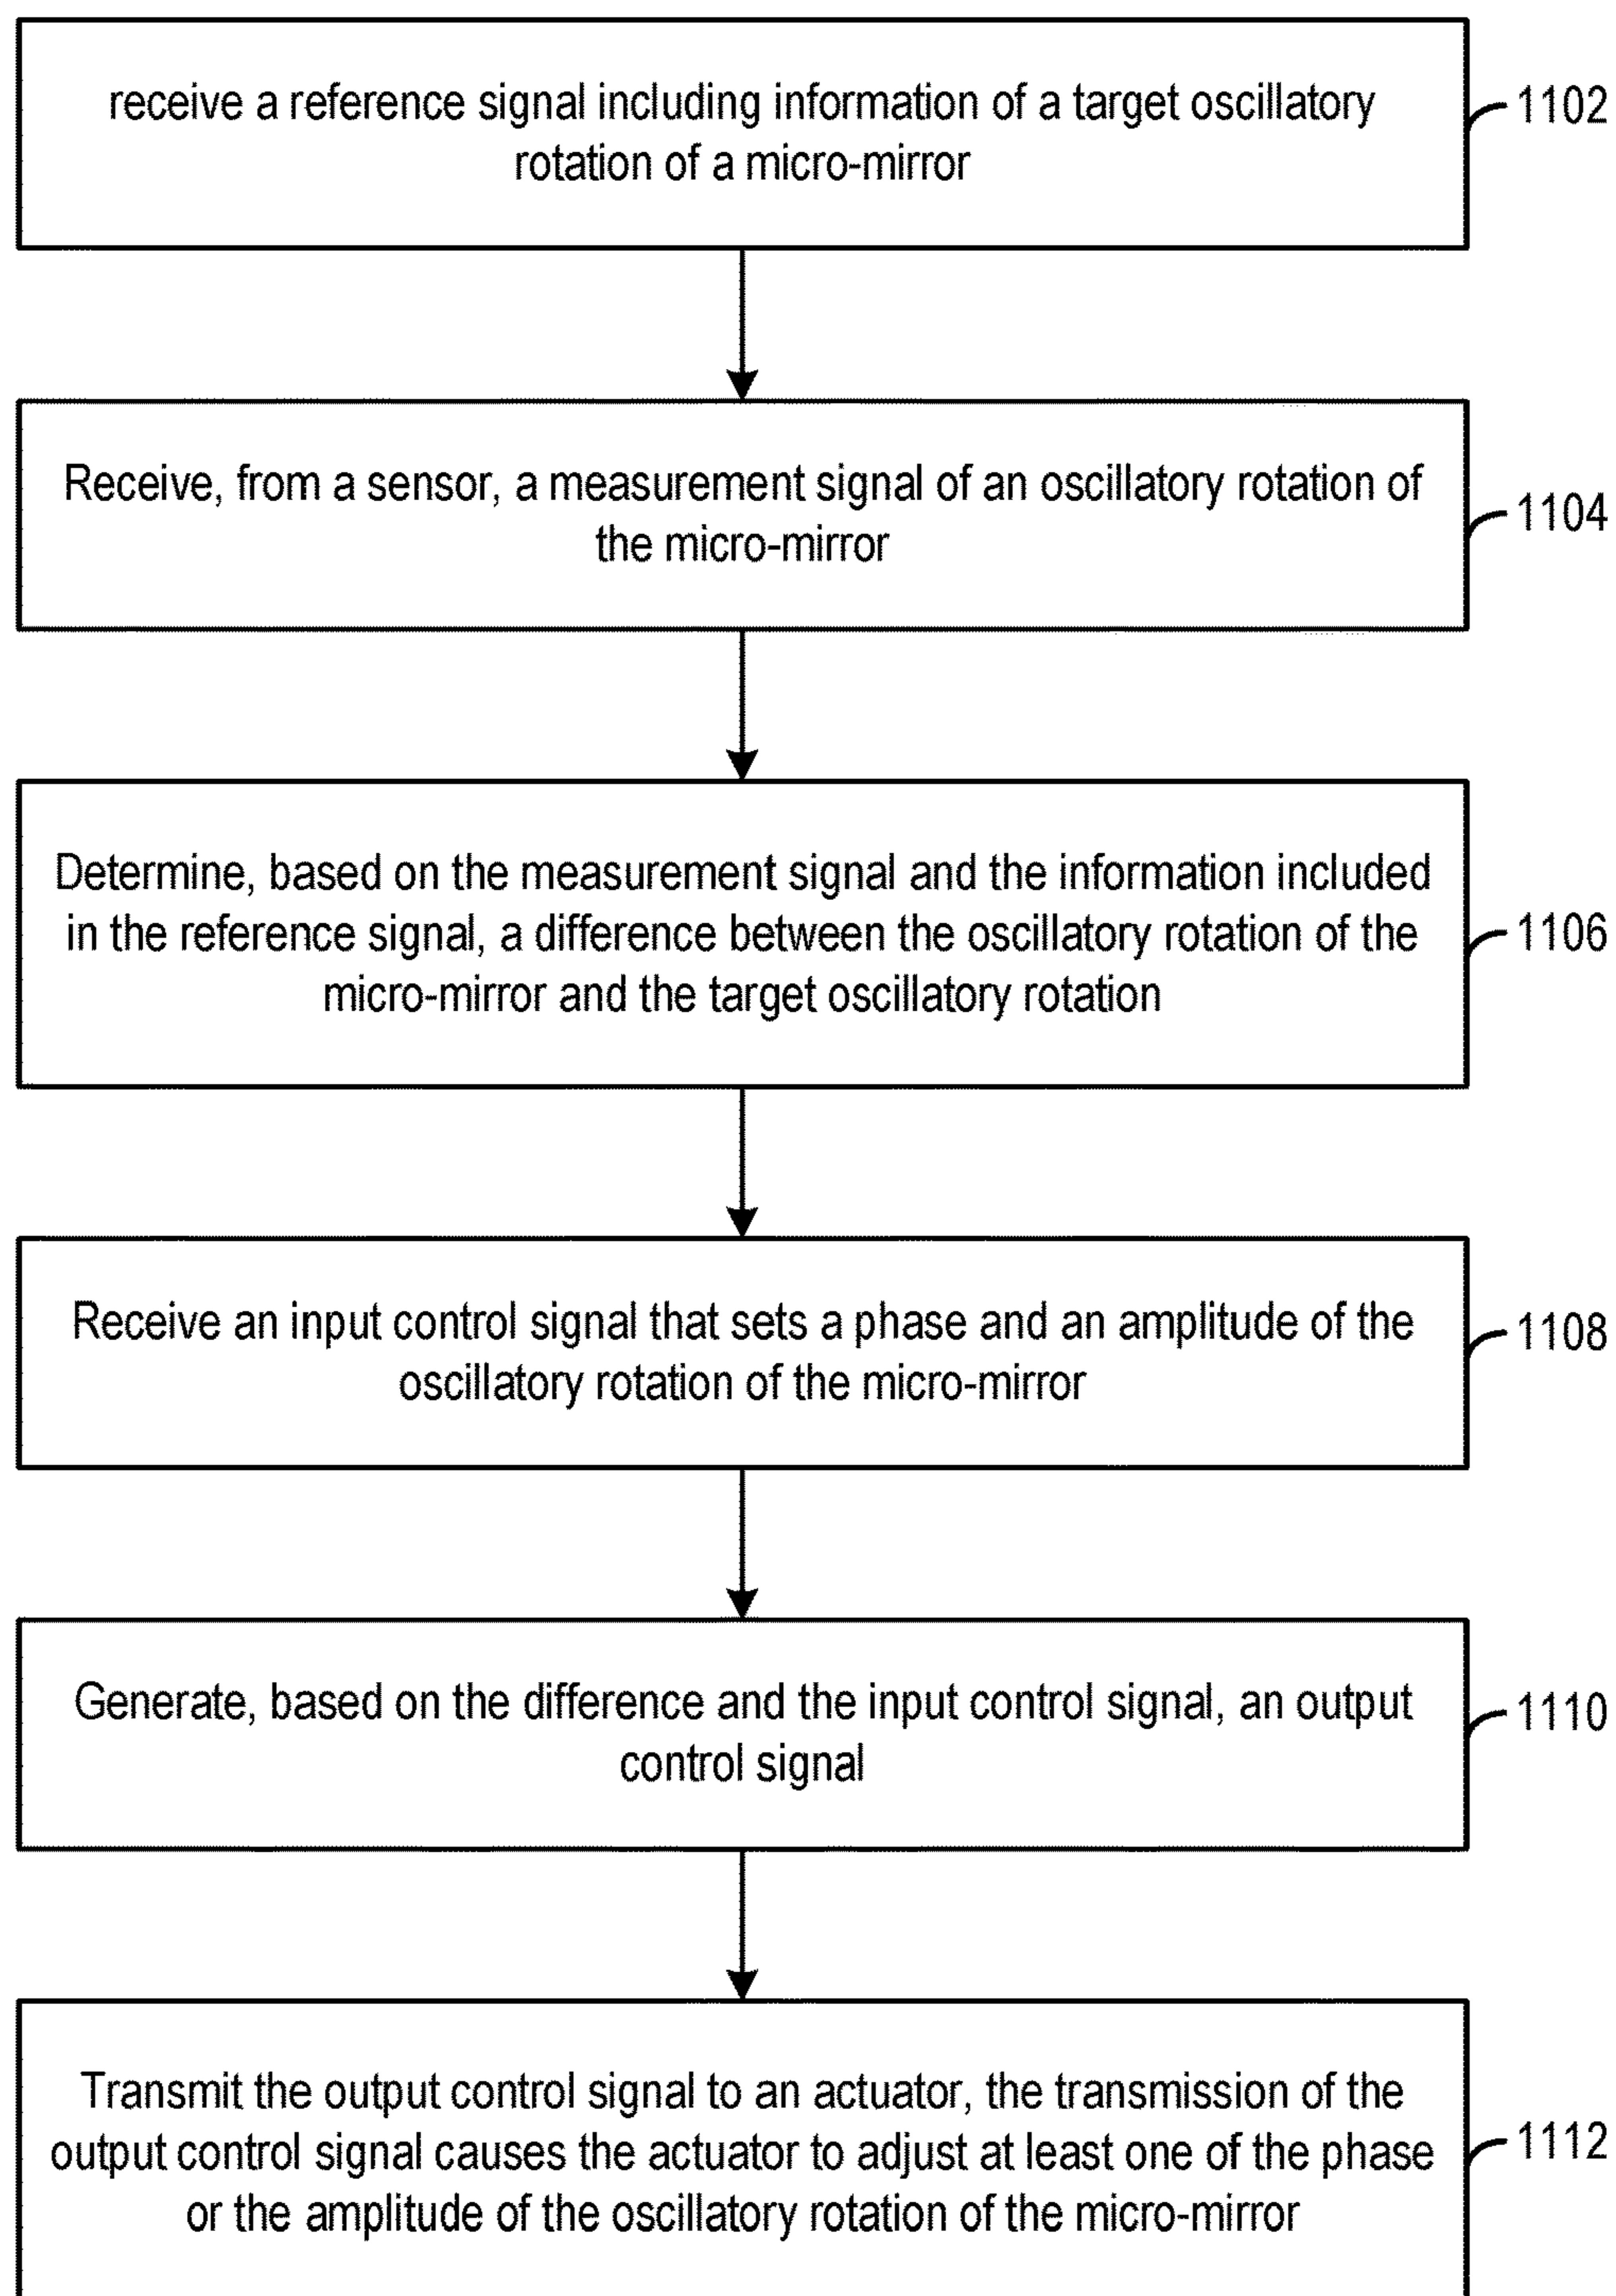 receive a reference signal including information of a target oscillatory
rotation of a micro-mirror
1102
Receive, from a sensor, a measurement signal of an oscillatory rotation of
the micro-mirror
1104
Determine, based on the measurement signal and the information included
in the reference signal, a difference between the oscillatory rotation of the
micro-mirror and the target oscillatory rotation
1106
Receive an input control signal that sets a phase and an amplitude of the
oscillatory rotation of the micro-mirror
1108
Generate, based on the difference and the input control signal, an output
control signal
1110
Transmit the output control signal to an actuator, the transmission of the
output control signal causes the actuator to adjust at least one of the phase
or the amplitude of the oscillatory rotation of the micro-mirror
1112